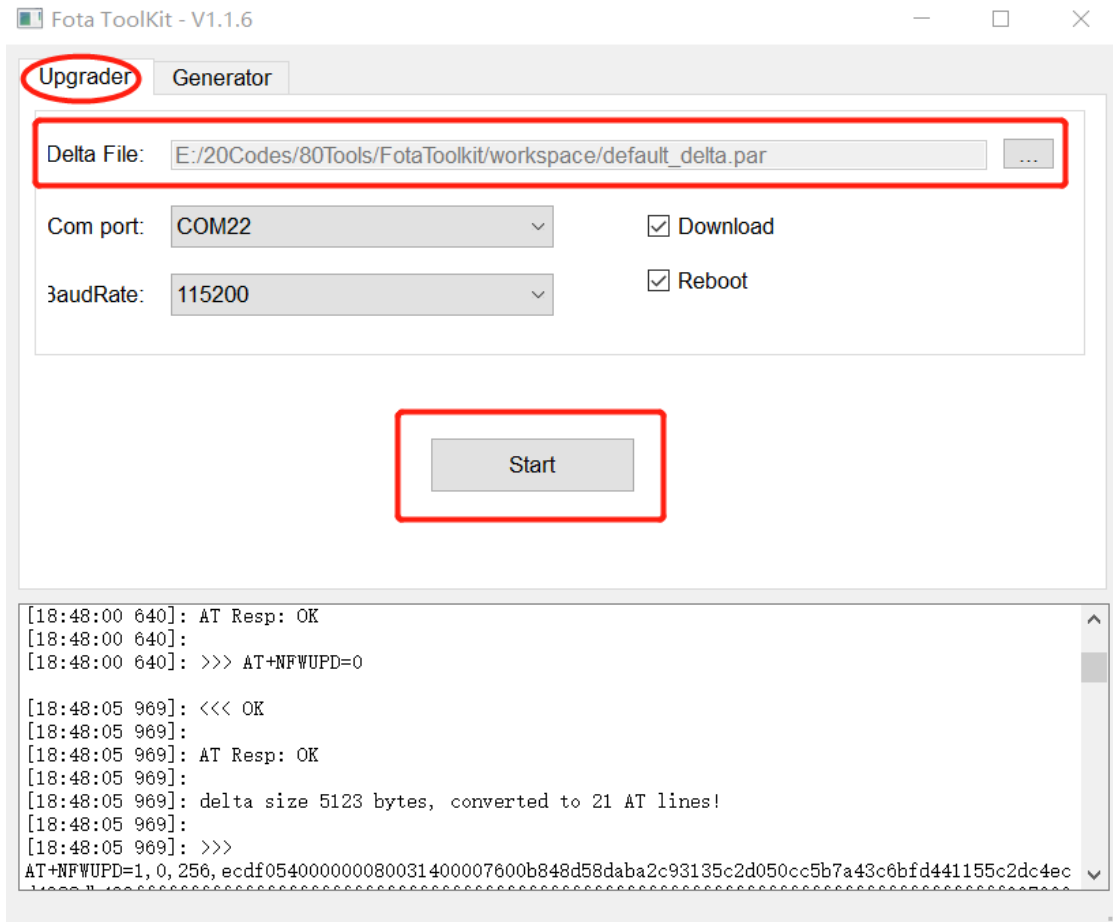 Fota ToolKit - V1.1.6
Upgrader Generator
Delta File: E:/20Codes/80Tools/FotaToolkit/workspace/default_delta.par ...
Com port: COM22 Download
BaudRate: 115200 Reboot
Start
[18:48:00 640]: AT Resp: OK
[18:48:00 640]:
[18:48:00 640]: >>> AT+NFWUPD=0
[18:48:05 969]: <<< OK
[18:48:05 969]:
[18:48:05 969]: AT Resp: OK
[18:48:05 969]:
[18:48:05 969]: delta size 5123 bytes, converted to 21 AT lines!
[18:48:05 969]:
[18:48:05 969]: >>>
AT+NFWUPD=1,0,256,ecdf0540000000080031400007600b848d58daba2c93135c2d050cc5b7a43c6bfd441155c2dc4ec